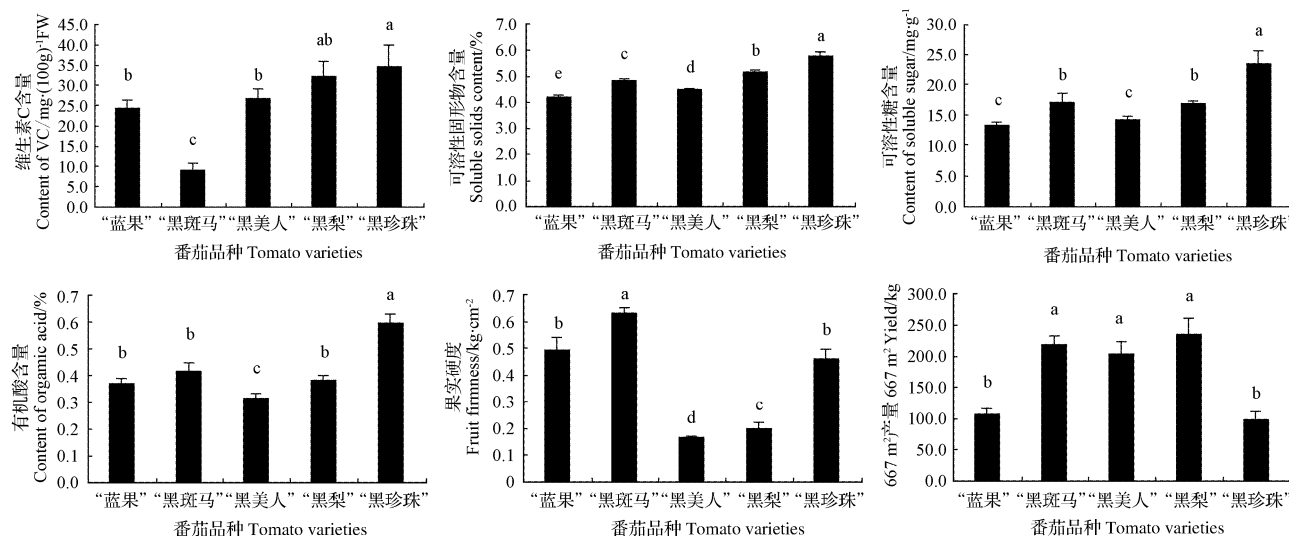 维生素C含量
Content of VC/mg·(100g)⁻¹FW
45.0
40.0
35.0
30.0
25.0
20.0
15.0
10.0
5.0
0.0
b
c
b
ab
a
“蓝果” “黑斑马” “黑美人” “黑梨” “黑珍珠”
番茄品种 Tomato varieties
可溶性固形物含量
Soluble solids content/%
7.0
6.0
5.0
4.0
3.0
2.0
1.0
0.0
e
c
d
b
a
“蓝果” “黑斑马” “黑美人” “黑梨” “黑珍珠”
番茄品种 Tomato varieties
可溶性糖含量
Content of soluble sugar/mg·g⁻¹
30.0
25.0
20.0
15.0
10.0
5.0
0.0
c
b
c
b
a
“蓝果” “黑斑马” “黑美人” “黑梨” “黑珍珠”
番茄品种 Tomato varieties
有机酸含量
Content of orgamic acid/%
0.7
0.6
0.5
0.4
0.3
0.2
0.1
0.0
b
b
c
b
a
“蓝果” “黑斑马” “黑美人” “黑梨” “黑珍珠”
番茄品种 Tomato varieties
果实硬度
Fruit fimnness/kg·cm⁻²
0.7
0.6
0.5
0.4
0.3
0.2
0.1
0
b
a
d
c
b
“蓝果” “黑斑马” “黑美人” “黑梨” “黑珍珠”
番茄品种 Tomato varieties
667 m²产量 667 m² Yield/kg
300.0
250.0
200.0
150.0
100.0
50.0
0.0
b
a
a
a
b
“蓝果” “黑斑马” “黑美人” “黑梨” “黑珍珠”
番茄品种 Tomato varieties